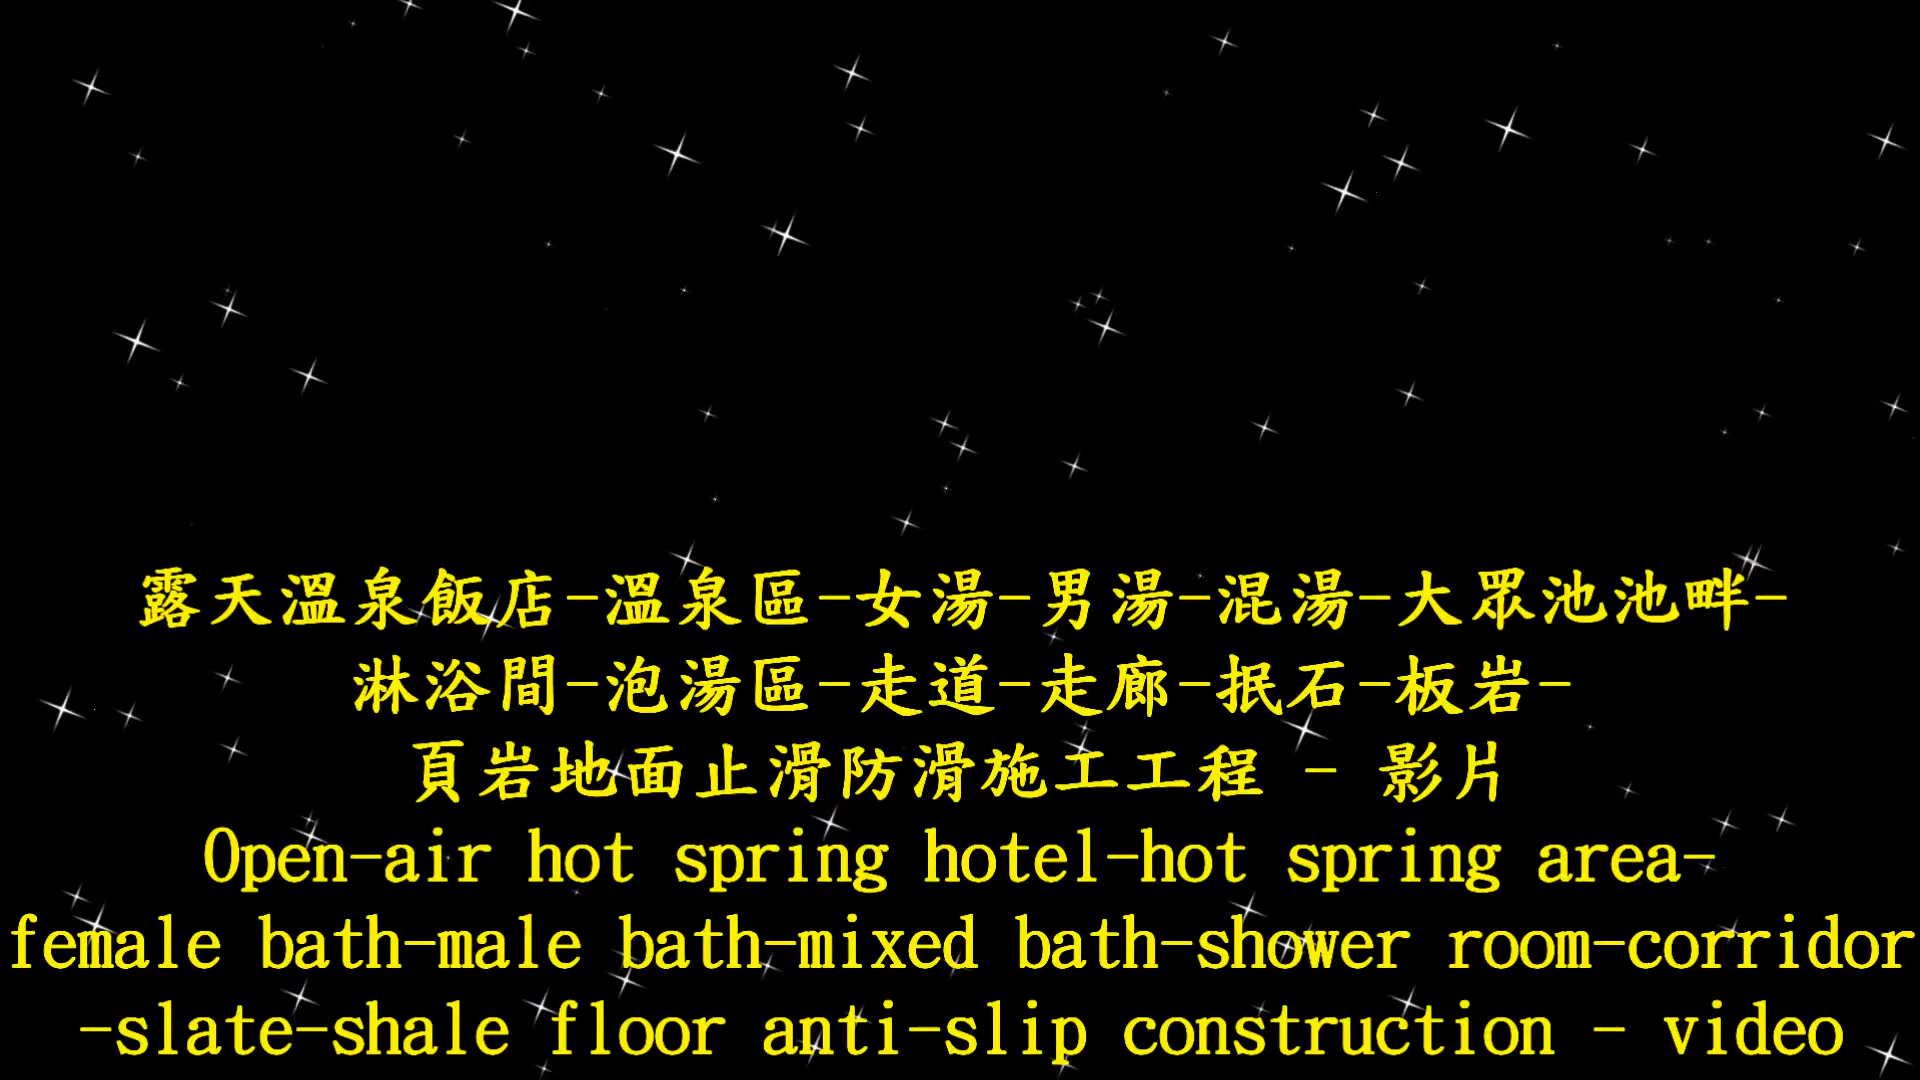 露天溫泉飯店-溫泉區-女湯-男湯-混湯-大眾池池畔-
淋浴間-泡湯區-走道-走廊-抿石-板岩-
頁岩地面止滑防滑施工工程 - 影片
Open-air hot spring hotel-hot spring area-
female bath-male bath-mixed bath-shower room-corridor
-slate-shale floor anti-slip construction - video